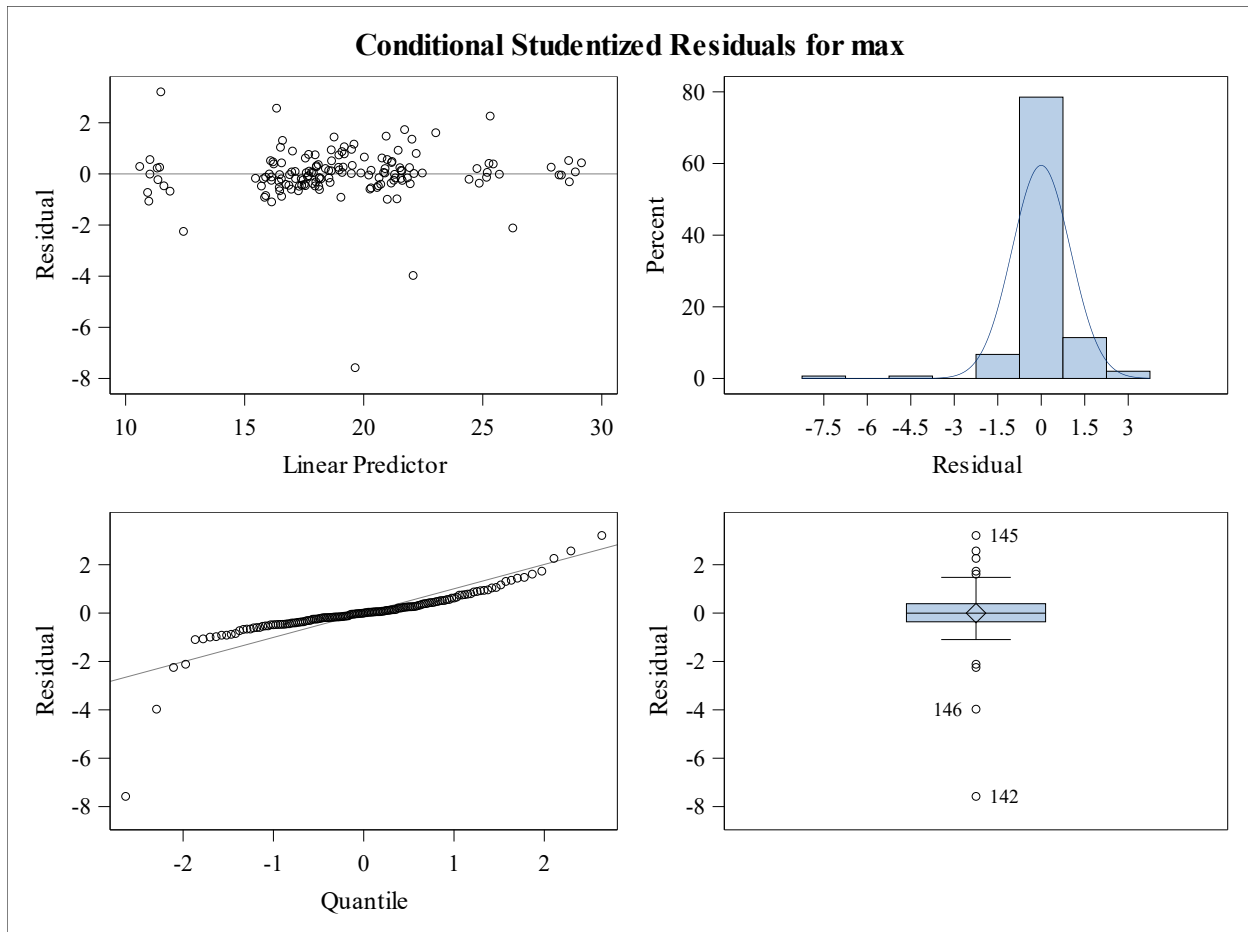 Conditional Studentized Residuals for max
2
0
-2
-4
-6
-8
Residual
10 15 20 25 30
Linear Predictor
80
60
40
20
0
Percent
-7.5 -6 -4.5 -3 -1.5 0 1.5 3
Residual
2
0
-2
-4
-6
-8
Residual
-2 -1 0 1 2
Quantile
2
0
-2
-4
-6
-8
Residual
145
146
142